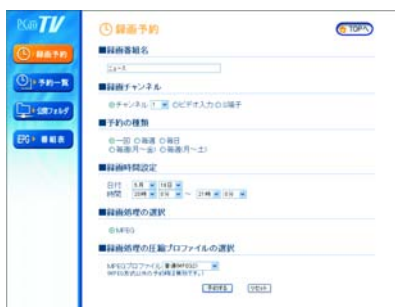 PCastTV
録画予約
TOPへ
録画予約
■録画番組名
予約一覧
ニュース
■録画チャンネル
公開フォルダ
チャンネル 1 ビデオ入力 S端子
■予約の種類
EPG 番組表
一回 毎週 毎日
毎週(月～金) 毎週(月～土)
■録画時間設定
日付
時間
■録画処理の選択
MPEG
■録画処理の圧縮プロファイルの選択
MPEGプロファイル
予約する リセット